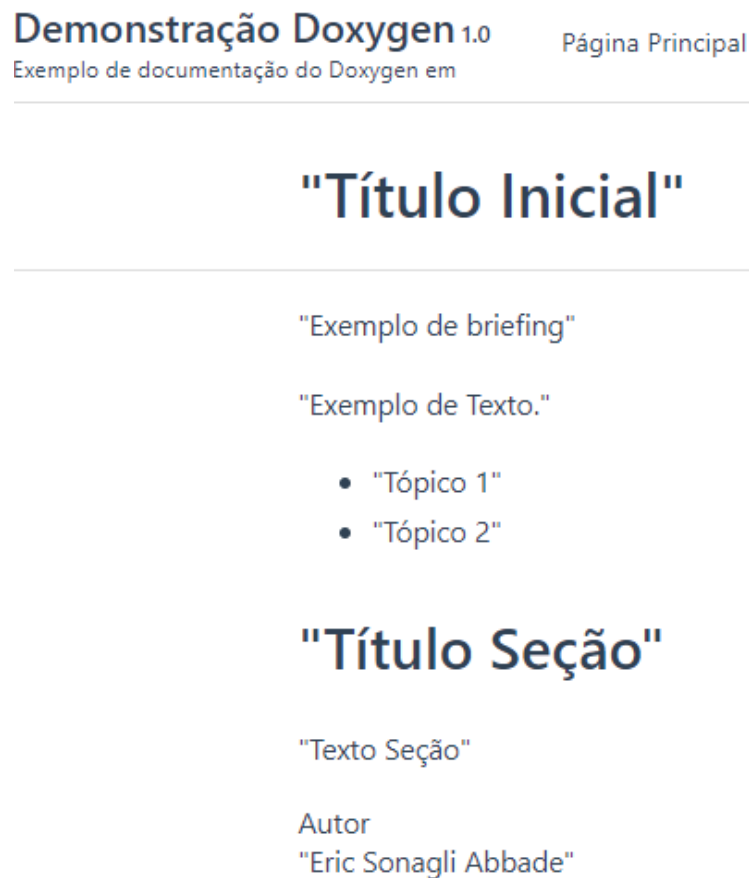 Demonstração Doxygen 1.0
Página Principal
Exemplo de documentação do Doxygen em
"Título Inicial"
"Exemplo de briefing"
"Exemplo de Texto."
"Tópico 1"
"Tópico 2"
"Título Seção"
"Texto Seção"
Autor
"Eric Sonagli Abbade"